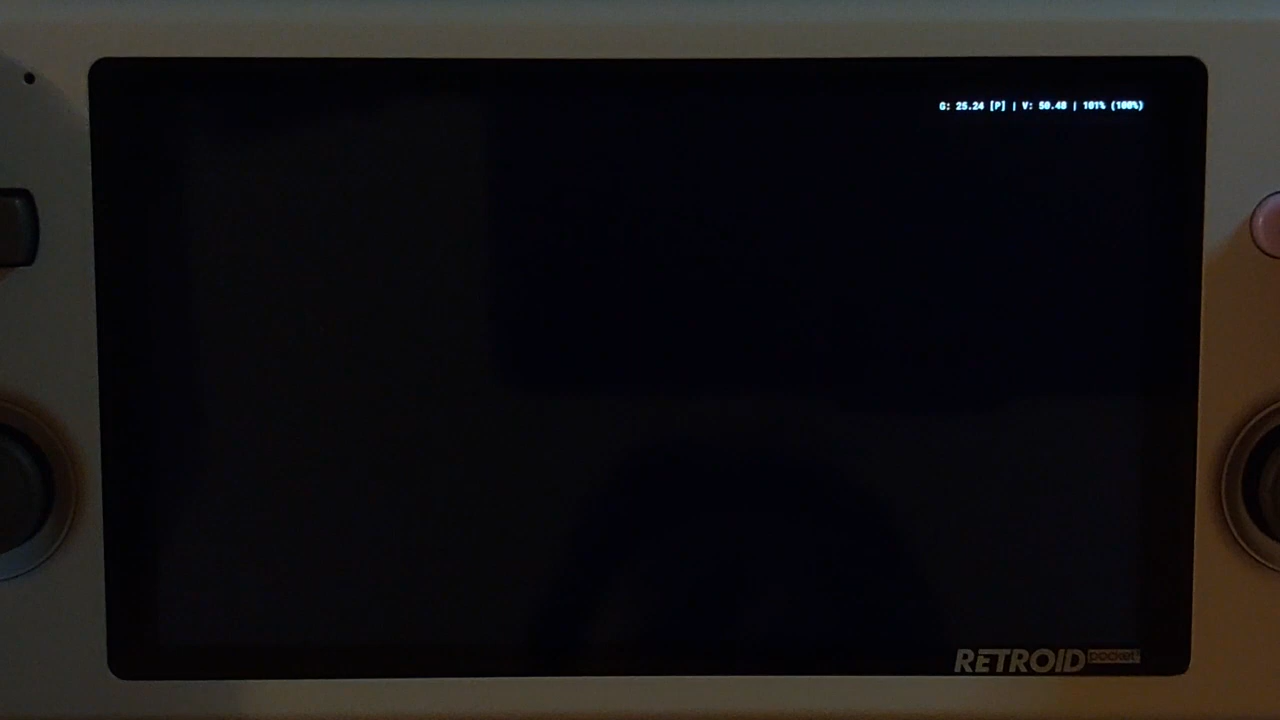 G: 25.24 [P] | V: 50.48 | 101% (100%)
RETROID pocket